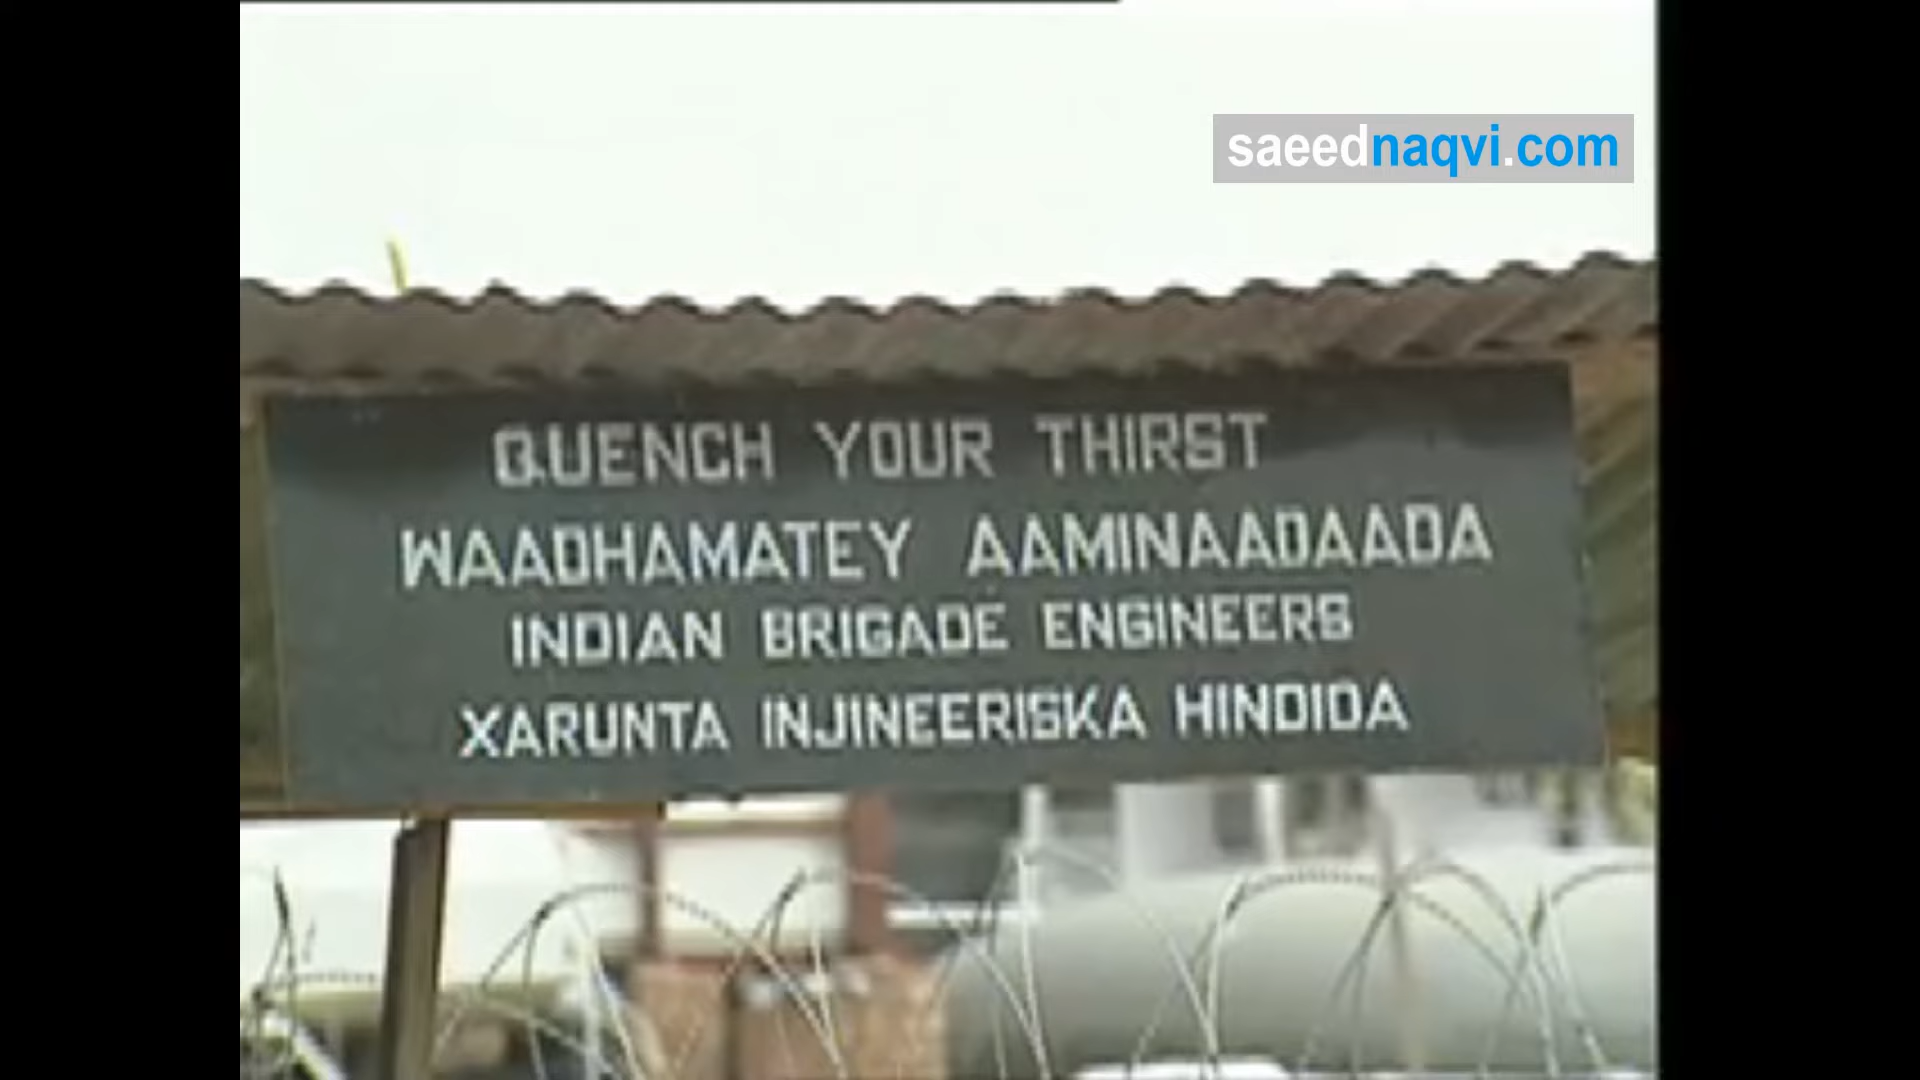 saeednaqvi.com
QUENCH YOUR THIRST
WAADHAMATEY AAMINAADAADA
INDIAN BRIGADE ENGINEERS
XARUNTA INJINEERISKA HINDIDA